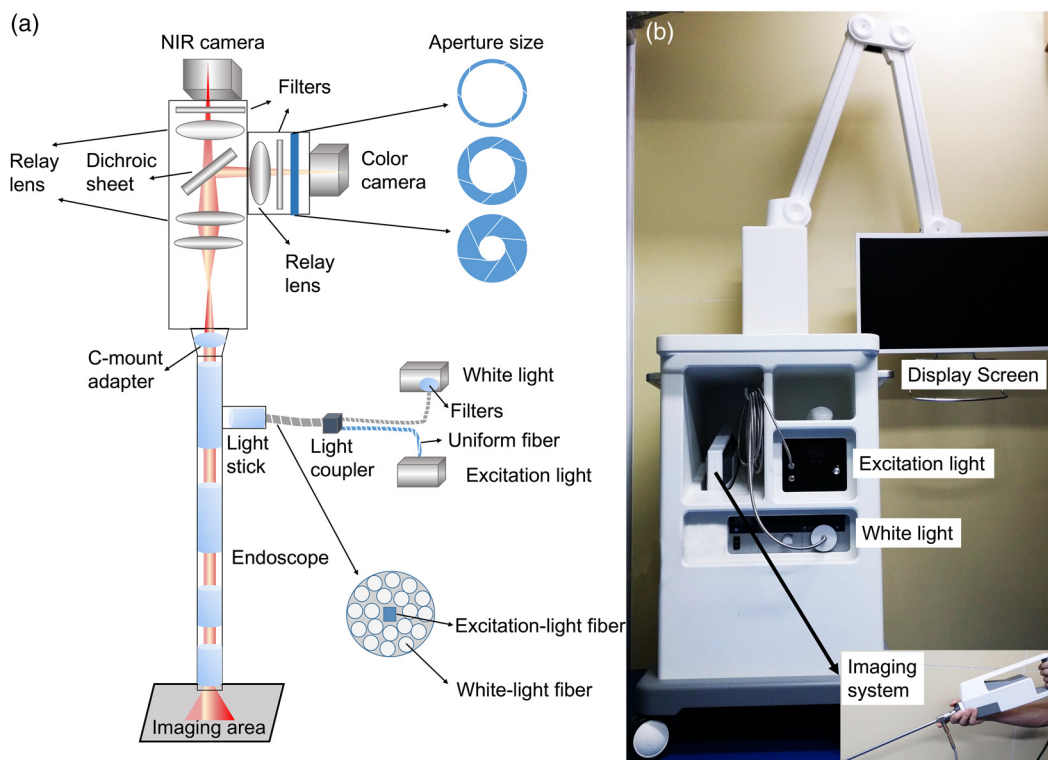 (a)
NIR camera
Aperture size
Filters
Relay
lens
Dichroic
sheet
Color
camera
Relay
lens
C-mount
adapter
White light
Filters
Light
stick
Light
coupler
Uniform fiber
Excitation light
Endoscope
Excitation-light fiber
White-light fiber
Imaging area
(b)
Display Screen
Excitation light
White light
Imaging
system